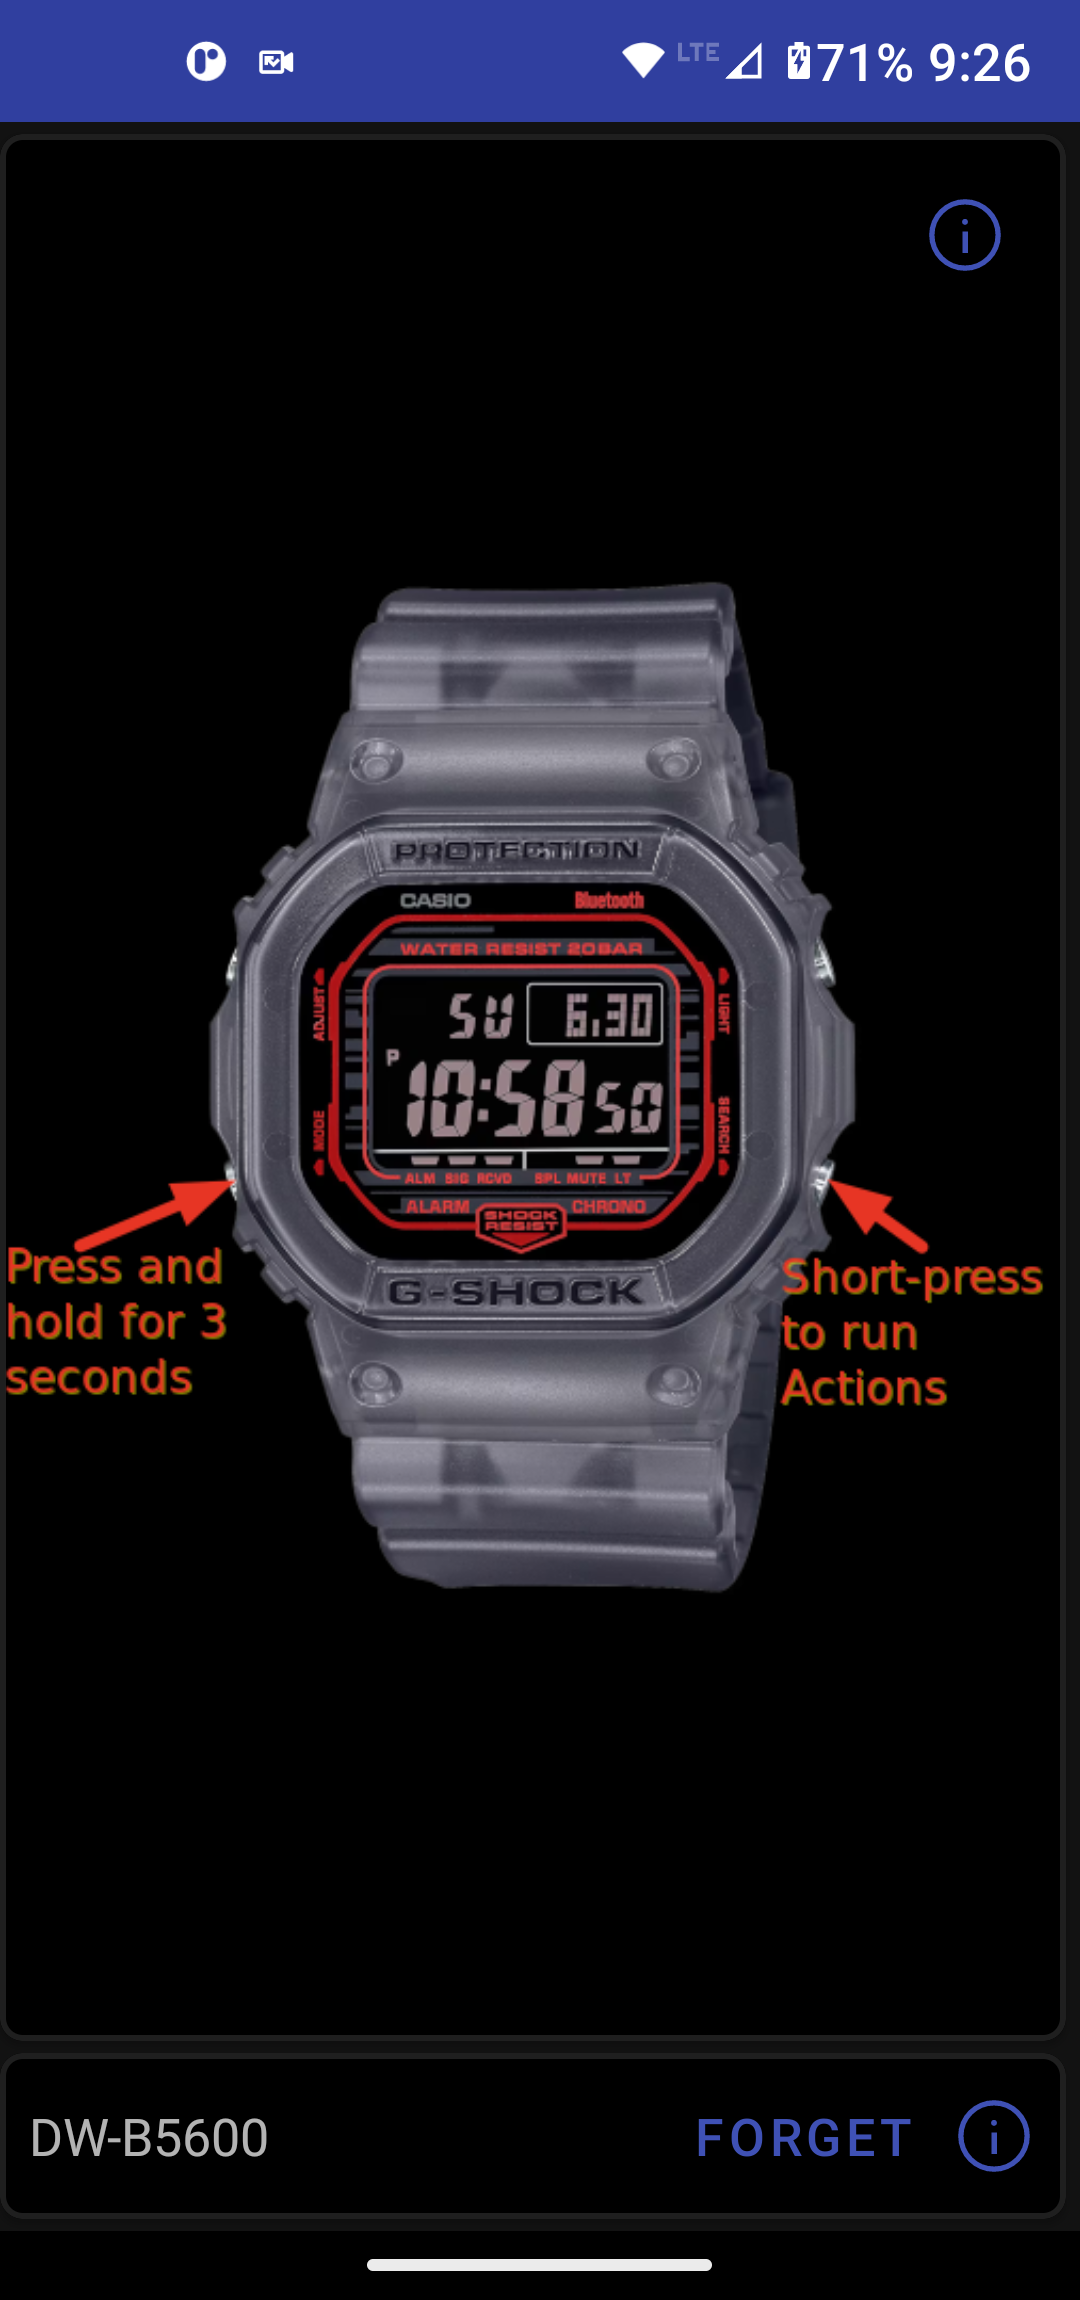 LTE 71% 9:26
PROTECTION
CASIO Bluetooth
WATER RESIST 20BAR
ADJUST LIGHT
SU 6.30
P
10:58 50
MODE SEARCH
ALM SIG RCVD SPL MUTE LT
ALARM CHRONO
SHOCK
RESIST
G-SHOCK
Press and
hold for 3
seconds
Short-press
to run
Actions
DW-B5600 FORGET